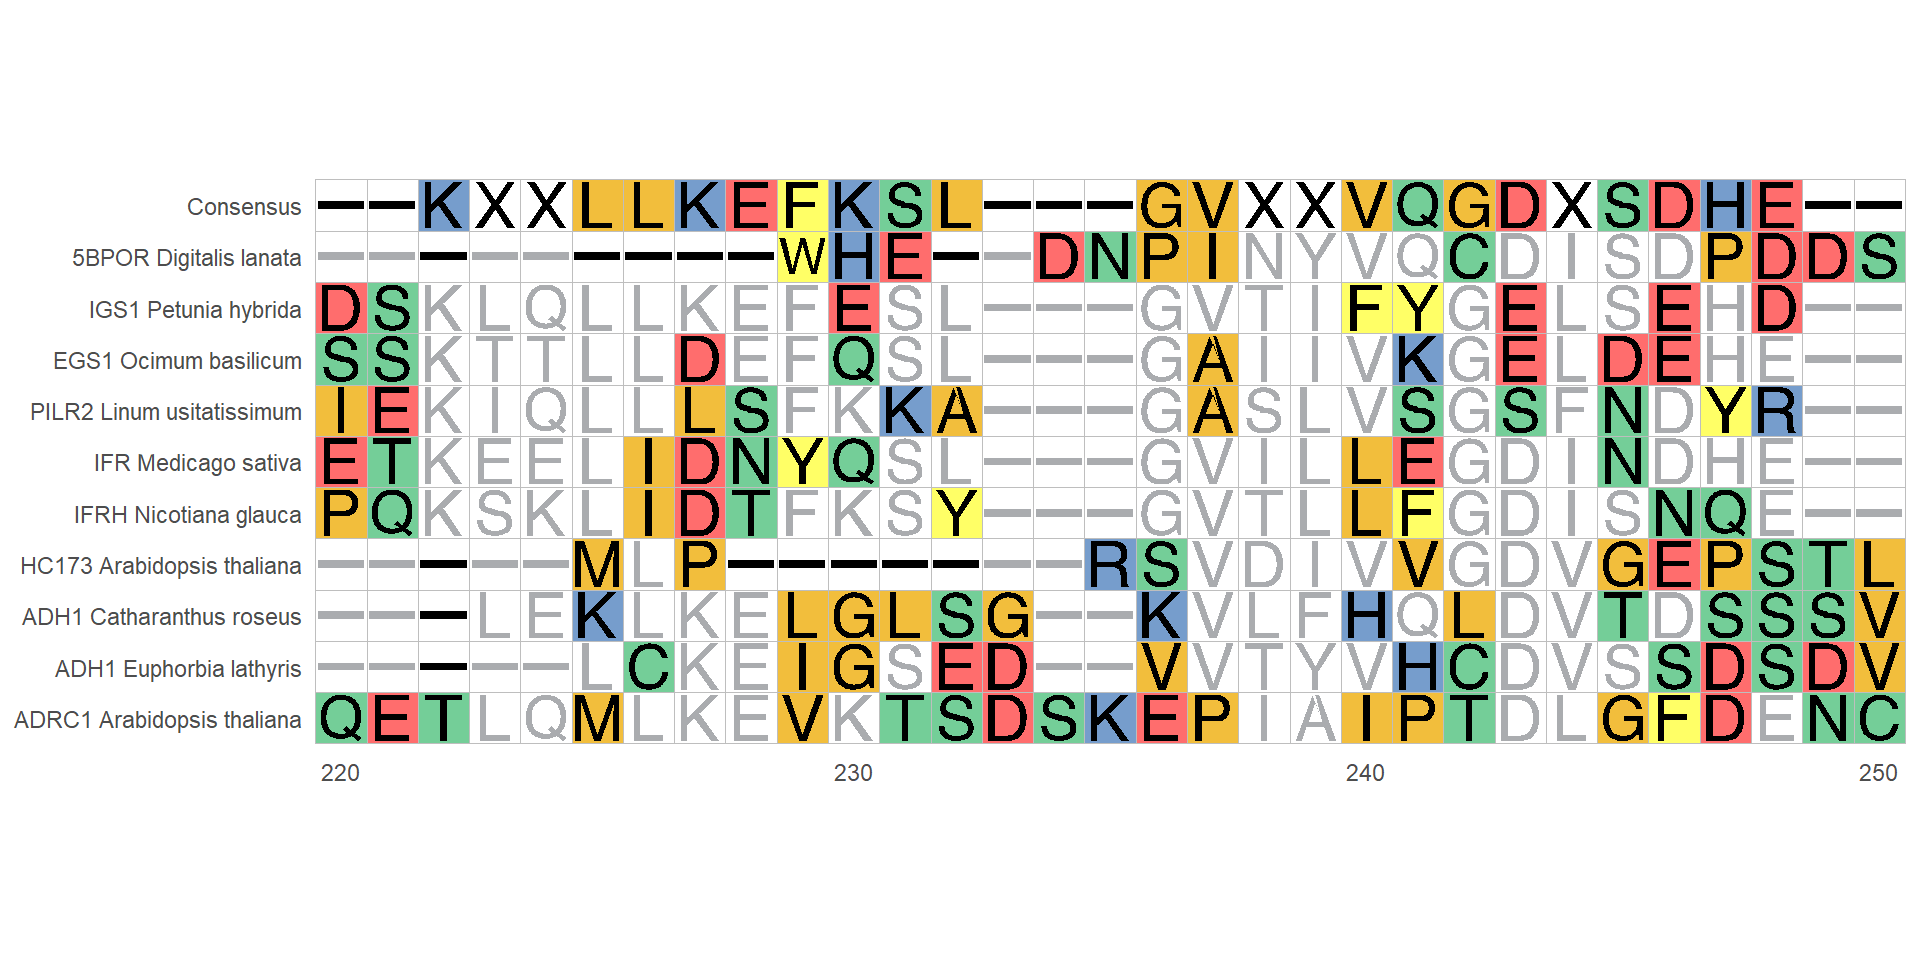 Consensus - - K X X L L K E F K S L - - - G V X X V Q G D X S D H E - -
5BPOR Digitalis lanata - - - - - - - - - W H E - - D N P I N Y V Q C D I S D P D D S
IGS1 Petunia hybrida D S K L Q L L K E F E S L - - - G V T I F Y G E L S E H D - -
EGS1 Ocimum basilicum S S K T T L L D E F Q S L - - - G A I I V K G E L D E H E - -
PILR2 Linum usitatissimum I E K I Q L L L S F K K A - - - G A S L V S G S F N D Y R - -
IFR Medicago sativa E T K E E L I D N Y Q S L - - - G V I L L E G D I N D H E - -
IFRH Nicotiana glauca P Q K S K L I D T F K S Y - - - G V T L L F G D I S N Q E - -
HC173 Arabidopsis thaliana - - - - - M L P - - - - - - - R S V D I V V G D V G E P S T L
ADH1 Catharanthus roseus - - - L E K L K E L G L S G - - K V L F H Q L D V T D S S S V
ADH1 Euphorbia lathyris - - - - - L C K E I G S E D - - V V T Y V H C D V S S D S D V
ADRC1 Arabidopsis thaliana Q E T L Q M L K E V K T S D S K E P I A I P T D L G F D E N C
220 230 240 250